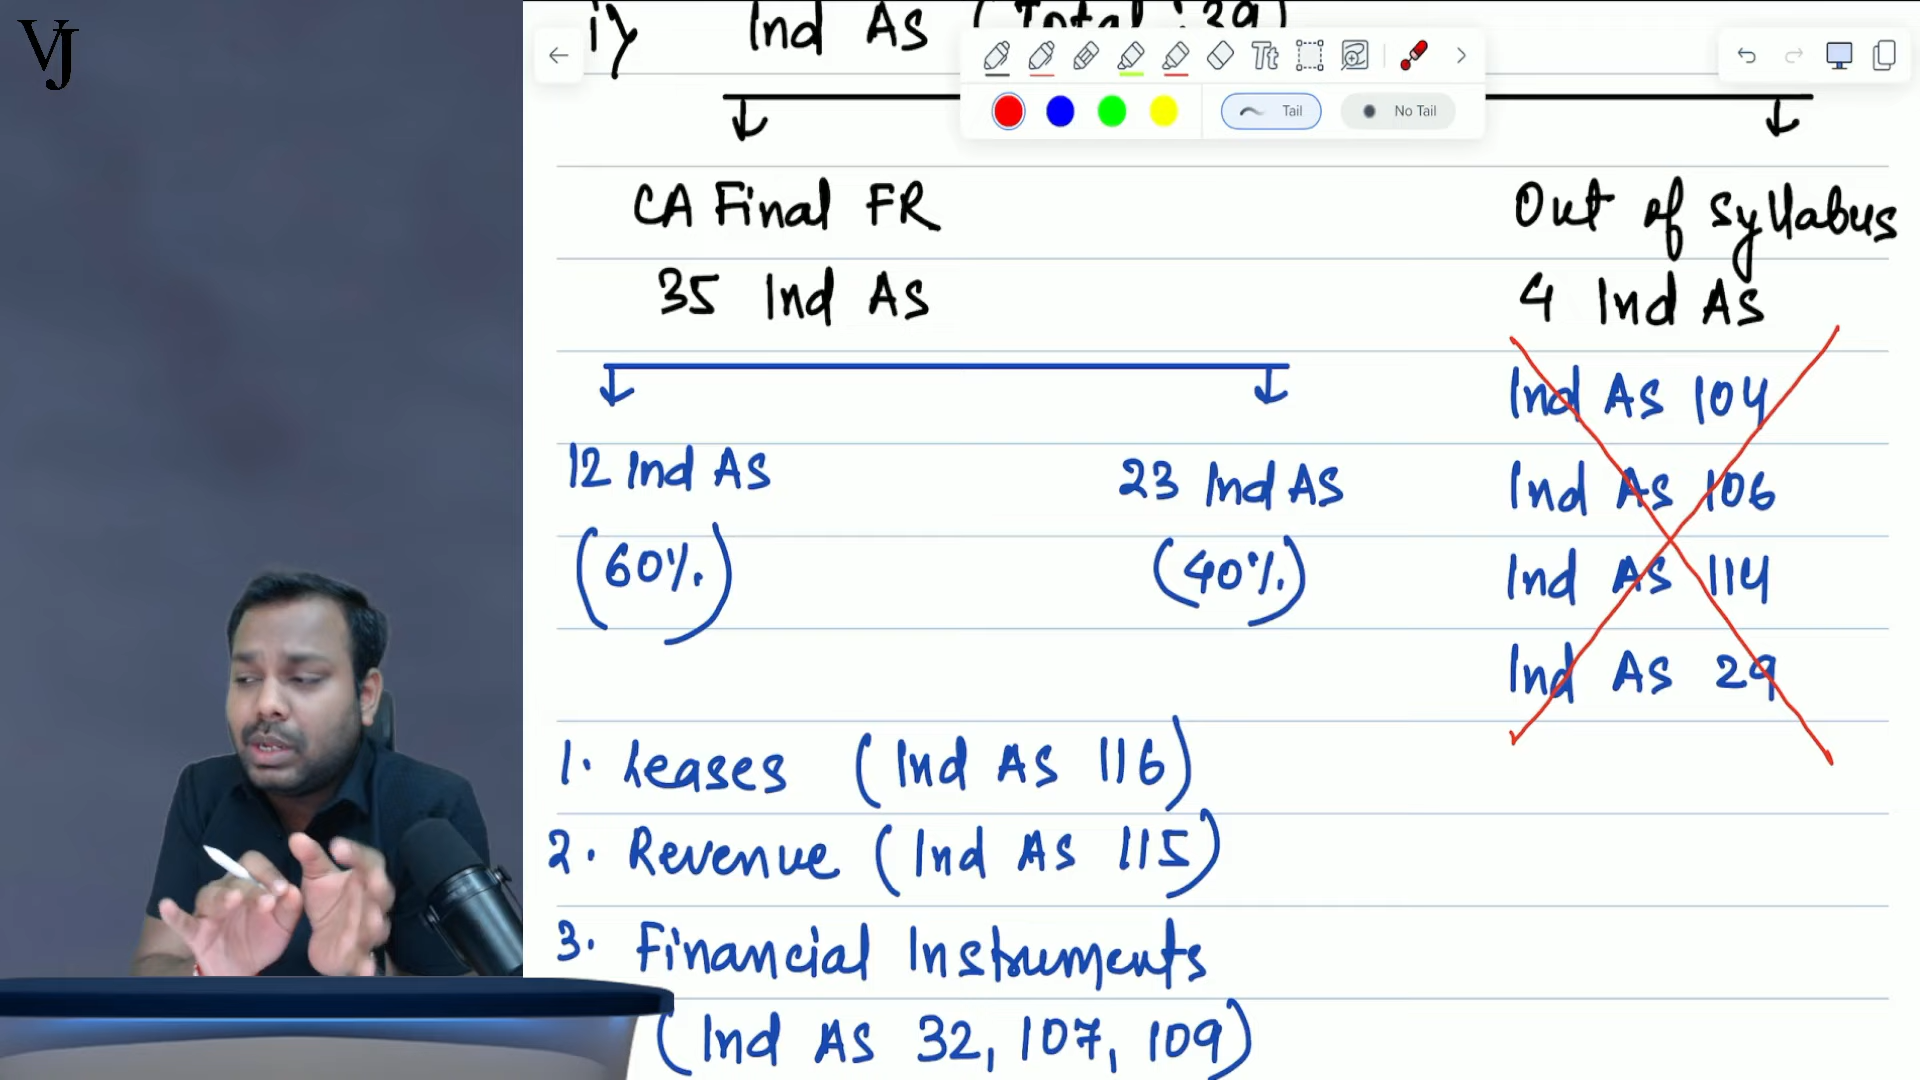 VJ
i) Ind AS (Total : 39)
Tt
Tail
No Tail
CA Final FR
Out of syllabus
35 Ind AS
4 Ind AS
Ind AS 104
12 Ind AS
23 Ind AS
Ind AS 106
(60%)
(40%)
Ind AS 114
Ind AS 29
1. Leases (Ind AS 116)
2. Revenue (Ind AS 115)
3. Financial Instruments
(Ind AS 32, 107, 109)